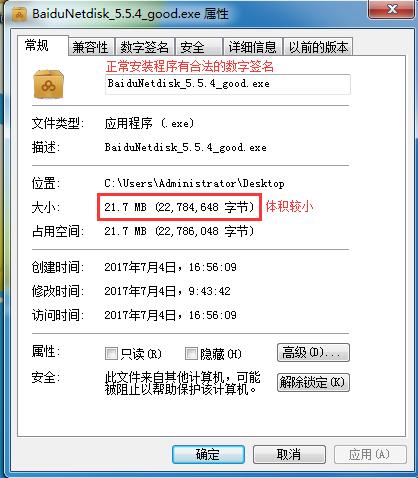 BaiduNetdisk_5.5.4_good.exe 属性
常规 兼容性 数字签名 安全 详细信息 以前的版本
正常安装程序有合法的数字签名
BaiduNetdisk_5.5.4_good.exe
文件类型: 应用程序 (.exe)
描述: BaiduNetdisk_5.5.4_good.exe
位置: C:\Users\Administrator\Desktop
大小: 21.7 MB (22,784,648 字节) 体积较小
占用空间: 21.7 MB (22,786,048 字节)
创建时间: 2017年7月4日，16:56:09
修改时间: 2017年7月4日，9:43:42
访问时间: 2017年7月4日，16:56:09
属性: 只读(R) 隐藏(H) 高级(D)...
安全: 此文件来自其他计算机，可能
被阻止以帮助保护该计算机。 解除锁定(K)
确定 取消 应用(A)